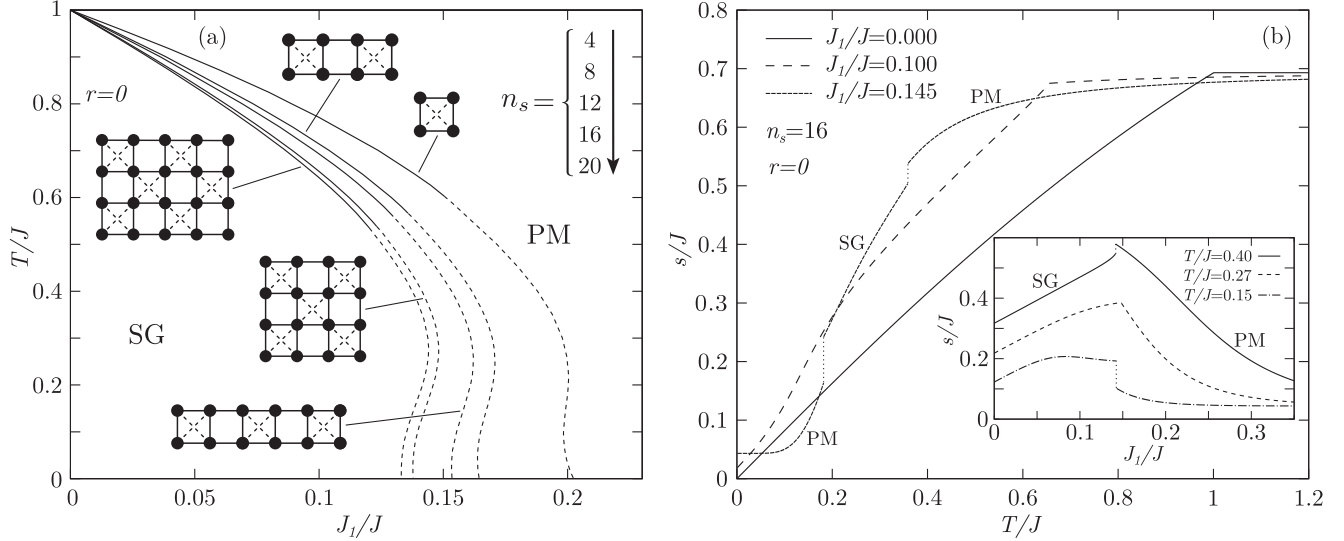 (a)
r=0
n_s =
4
8
12
16
20
SG
PM
T/J
1
0.8
0.6
0.4
0.2
0
0
0.05
0.1
0.15
0.2
J_1/J
(b)
J_1/J=0.000
J_1/J=0.100
J_1/J=0.145
n_s=16
r=0
PM
SG
PM
s/J
0.8
0.7
0.6
0.5
0.4
0.3
0.2
0.1
0
0
0.2
0.4
0.6
0.8
1
1.2
T/J
T/J=0.40
T/J=0.27
T/J=0.15
SG
PM
s/J
0.4
0.2
0
0
0.1
0.2
0.3
J_1/J